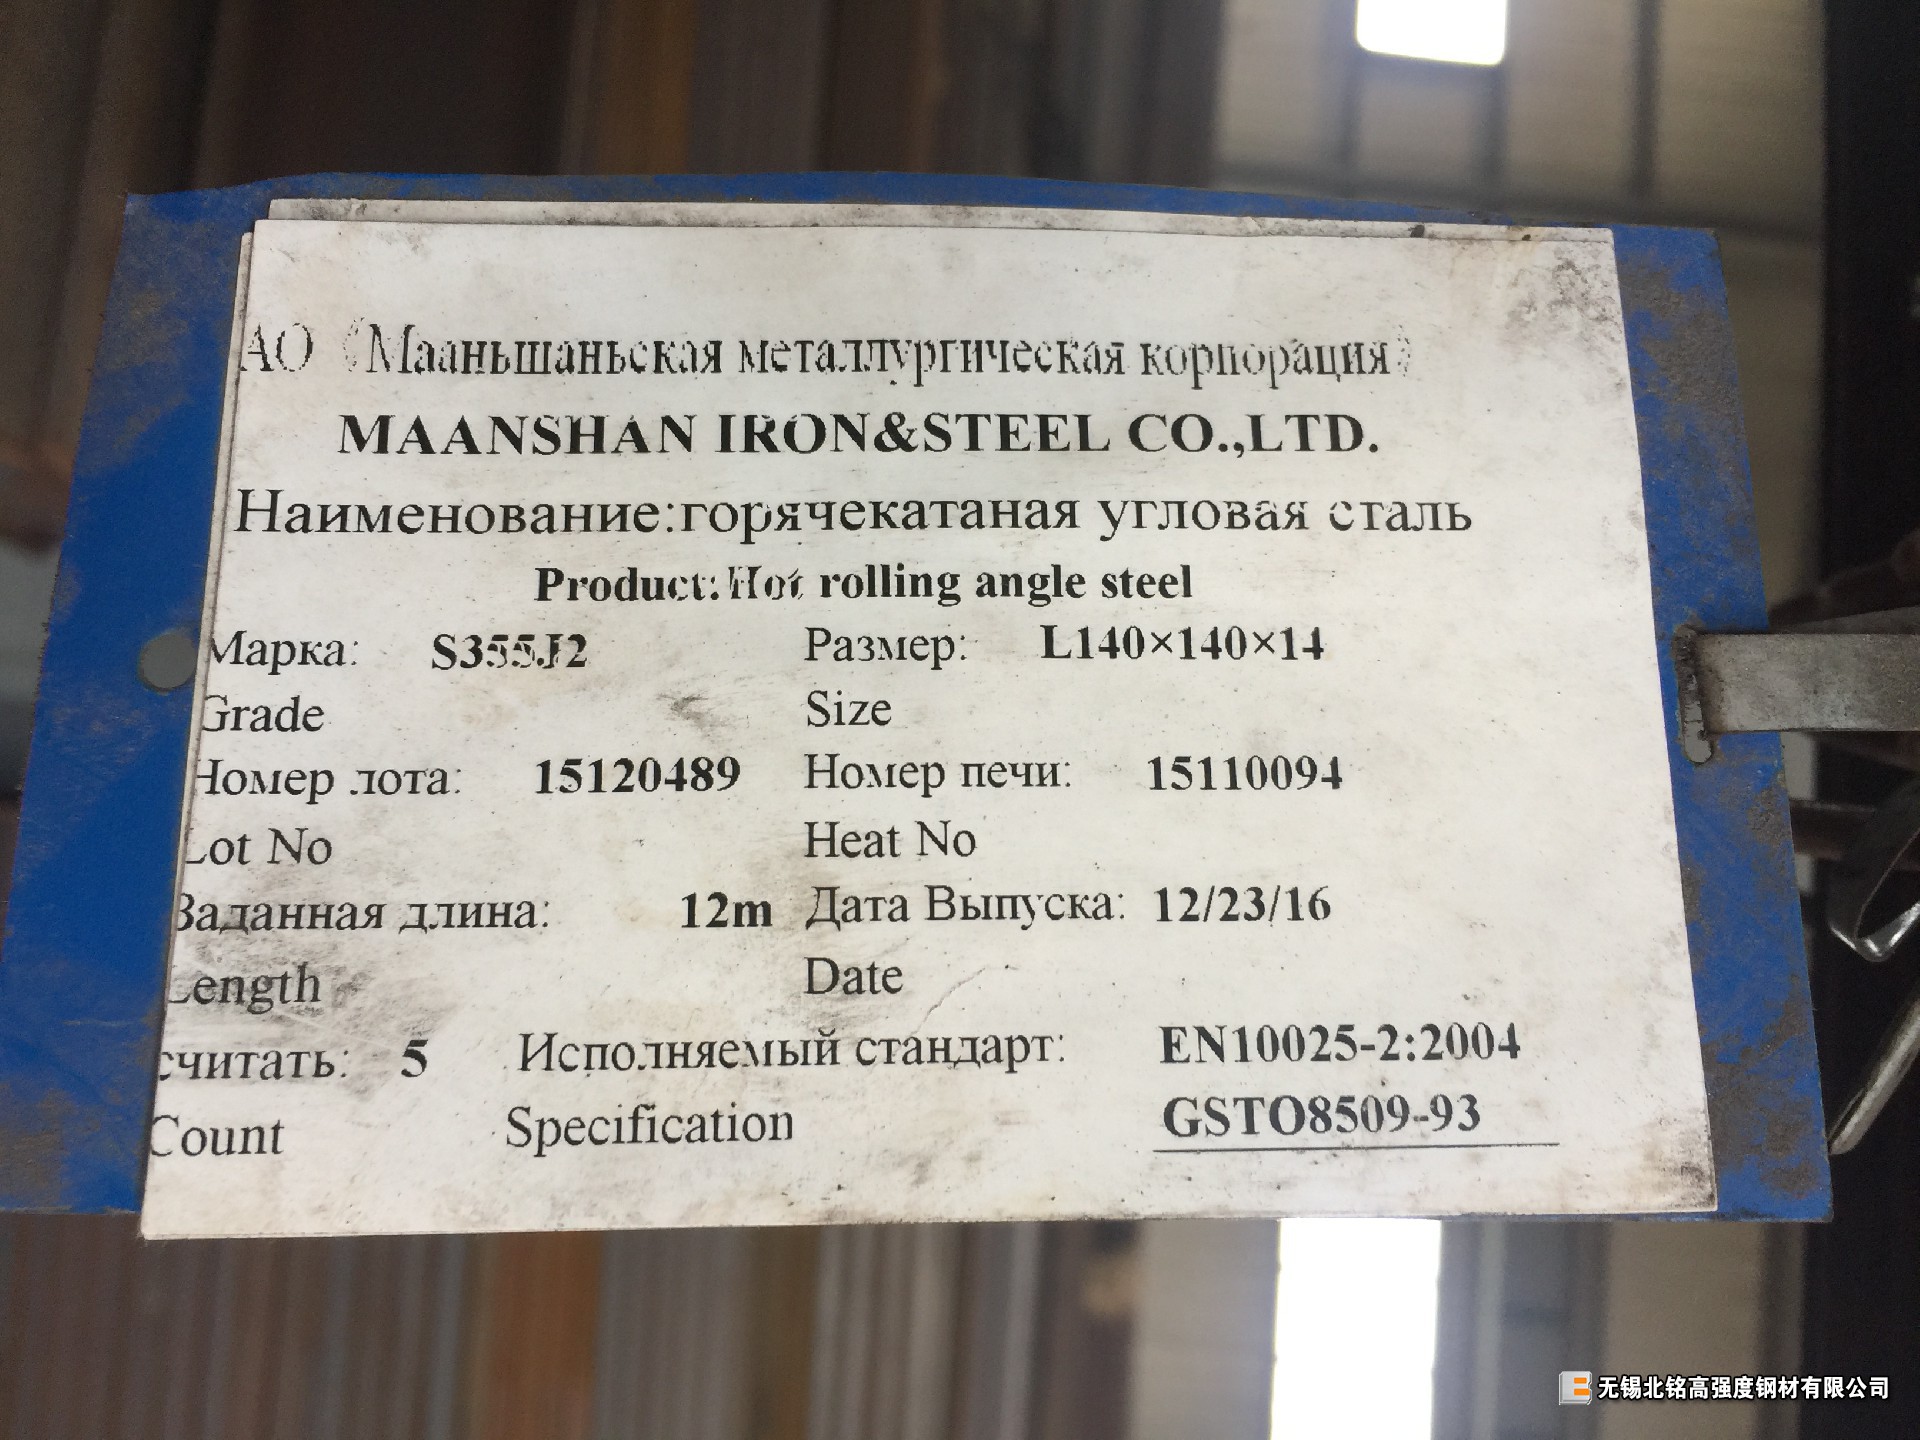 АО 《Мааньшаньская металлургическая корпорация》
MAANSHAN IRON&STEEL CO.,LTD.
Наименование:горячекатаная угловая сталь
Product:Hot rolling angle steel
Марка: S355J2 Размер: L140×140×14
Grade Size
Номер лота: 15120489 Номер печи: 15110094
Lot No Heat No
Заданная длина: 12m Дата Выпуска: 12/23/16
Length Date
считать: 5 Исполняемый стандарт: EN10025-2:2004
Count Specification GSTO8509-93
无锡北铭高强度钢材有限公司